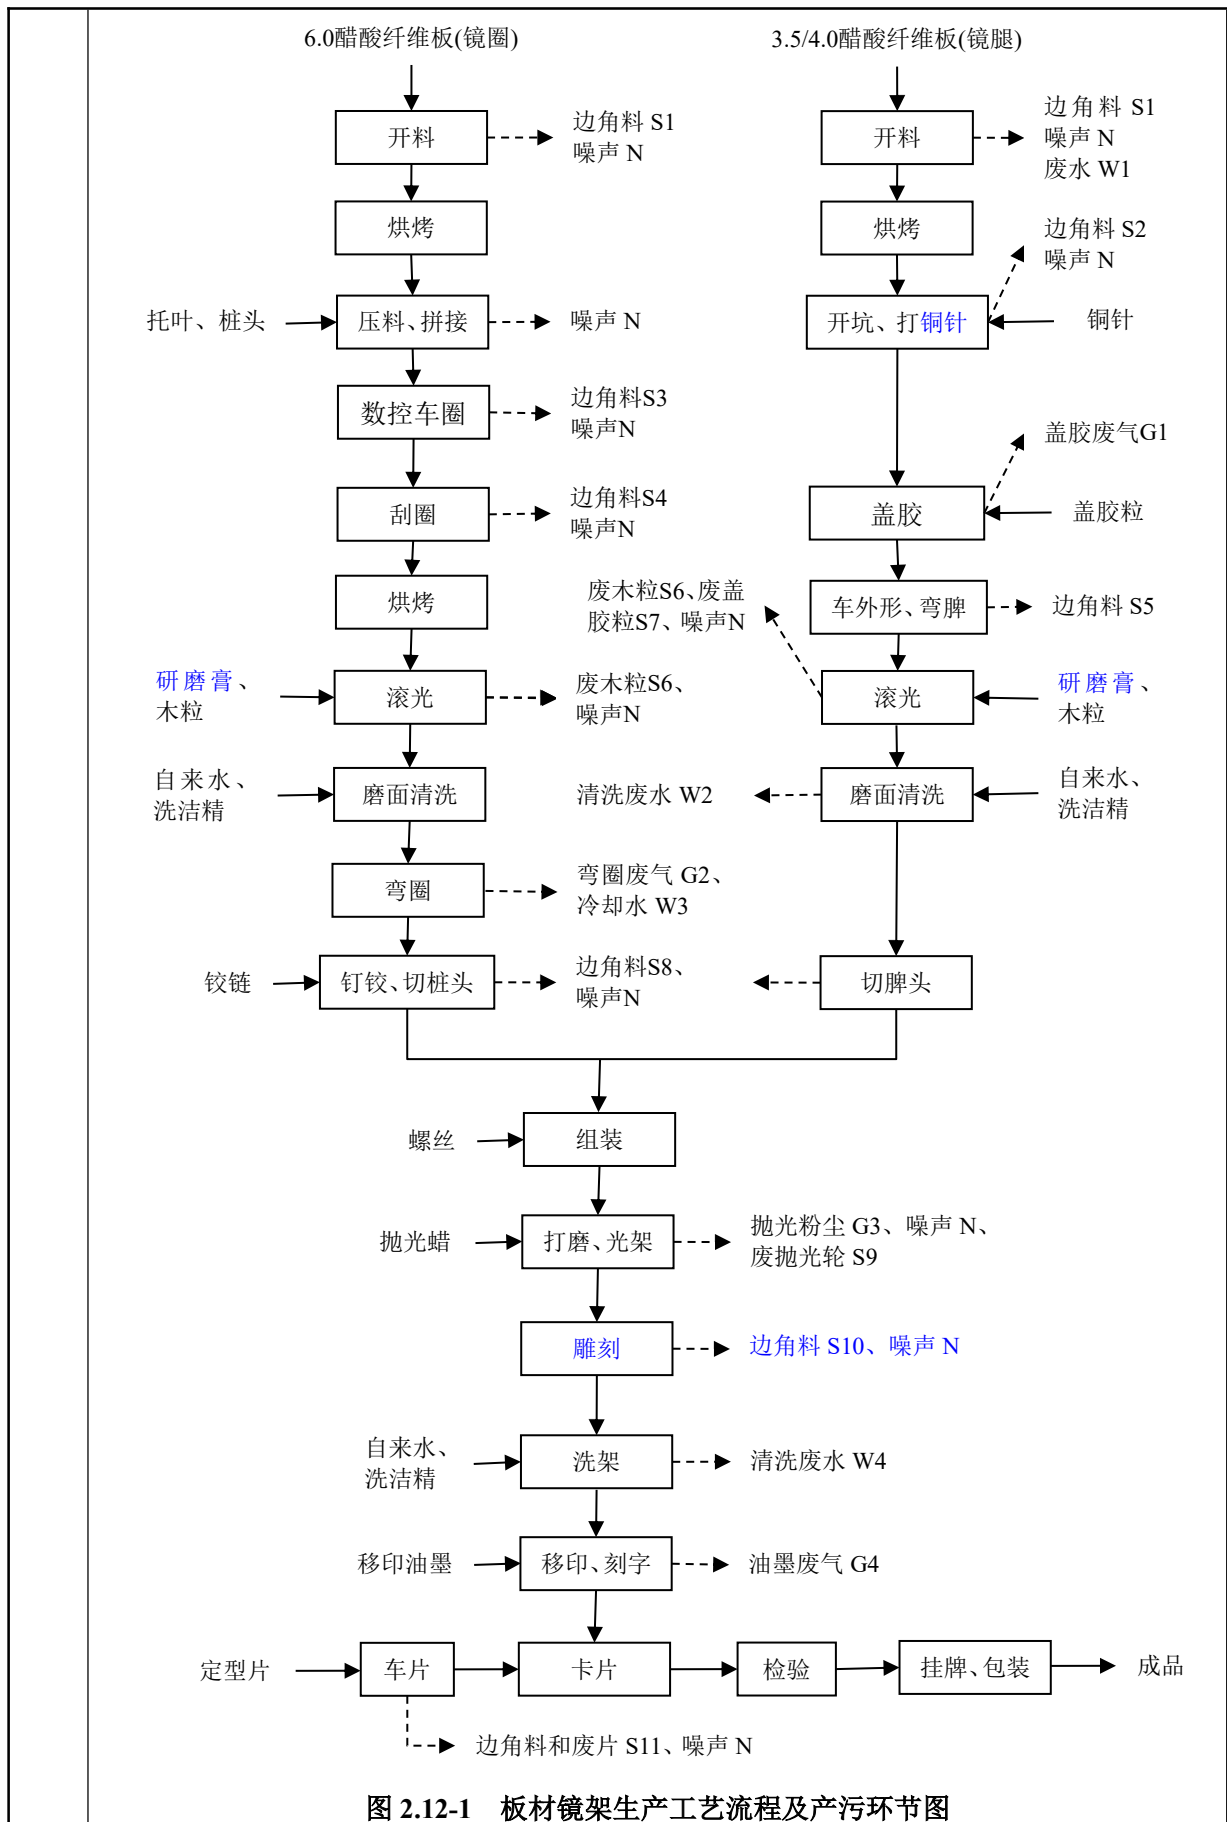 6.0醋酸纤维板(镜圈)
3.5/4.0醋酸纤维板(镜腿)
开料
边角料 S1
噪声 N
开料
边角料 S1
噪声 N
废水 W1
烘烤
烘烤
边角料 S2
噪声 N
托叶、桩头
压料、拼接
噪声 N
开坑、打铜针
铜针
数控车圈
边角料S3
噪声N
盖胶废气G1
刮圈
边角料S4
噪声N
盖胶
盖胶粒
烘烤
废木粒S6、废盖
胶粒S7、噪声N
车外形、弯脾
边角料 S5
研磨膏、
木粒
滚光
废木粒S6、
噪声N
滚光
研磨膏、
木粒
自来水、
洗洁精
磨面清洗
清洗废水 W2
磨面清洗
自来水、
洗洁精
弯圈
弯圈废气 G2、
冷却水 W3
铰链
钉铰、切桩头
边角料S8、
噪声N
切脾头
螺丝
组装
抛光蜡
打磨、光架
抛光粉尘 G3、噪声 N、
废抛光轮 S9
雕刻
边角料 S10、噪声 N
自来水、
洗洁精
洗架
清洗废水 W4
移印油墨
移印、刻字
油墨废气 G4
定型片
车片
卡片
检验
挂牌、包装
成品
边角料和废片 S11、噪声 N
图 2.12-1 板材镜架生产工艺流程及产污环节图